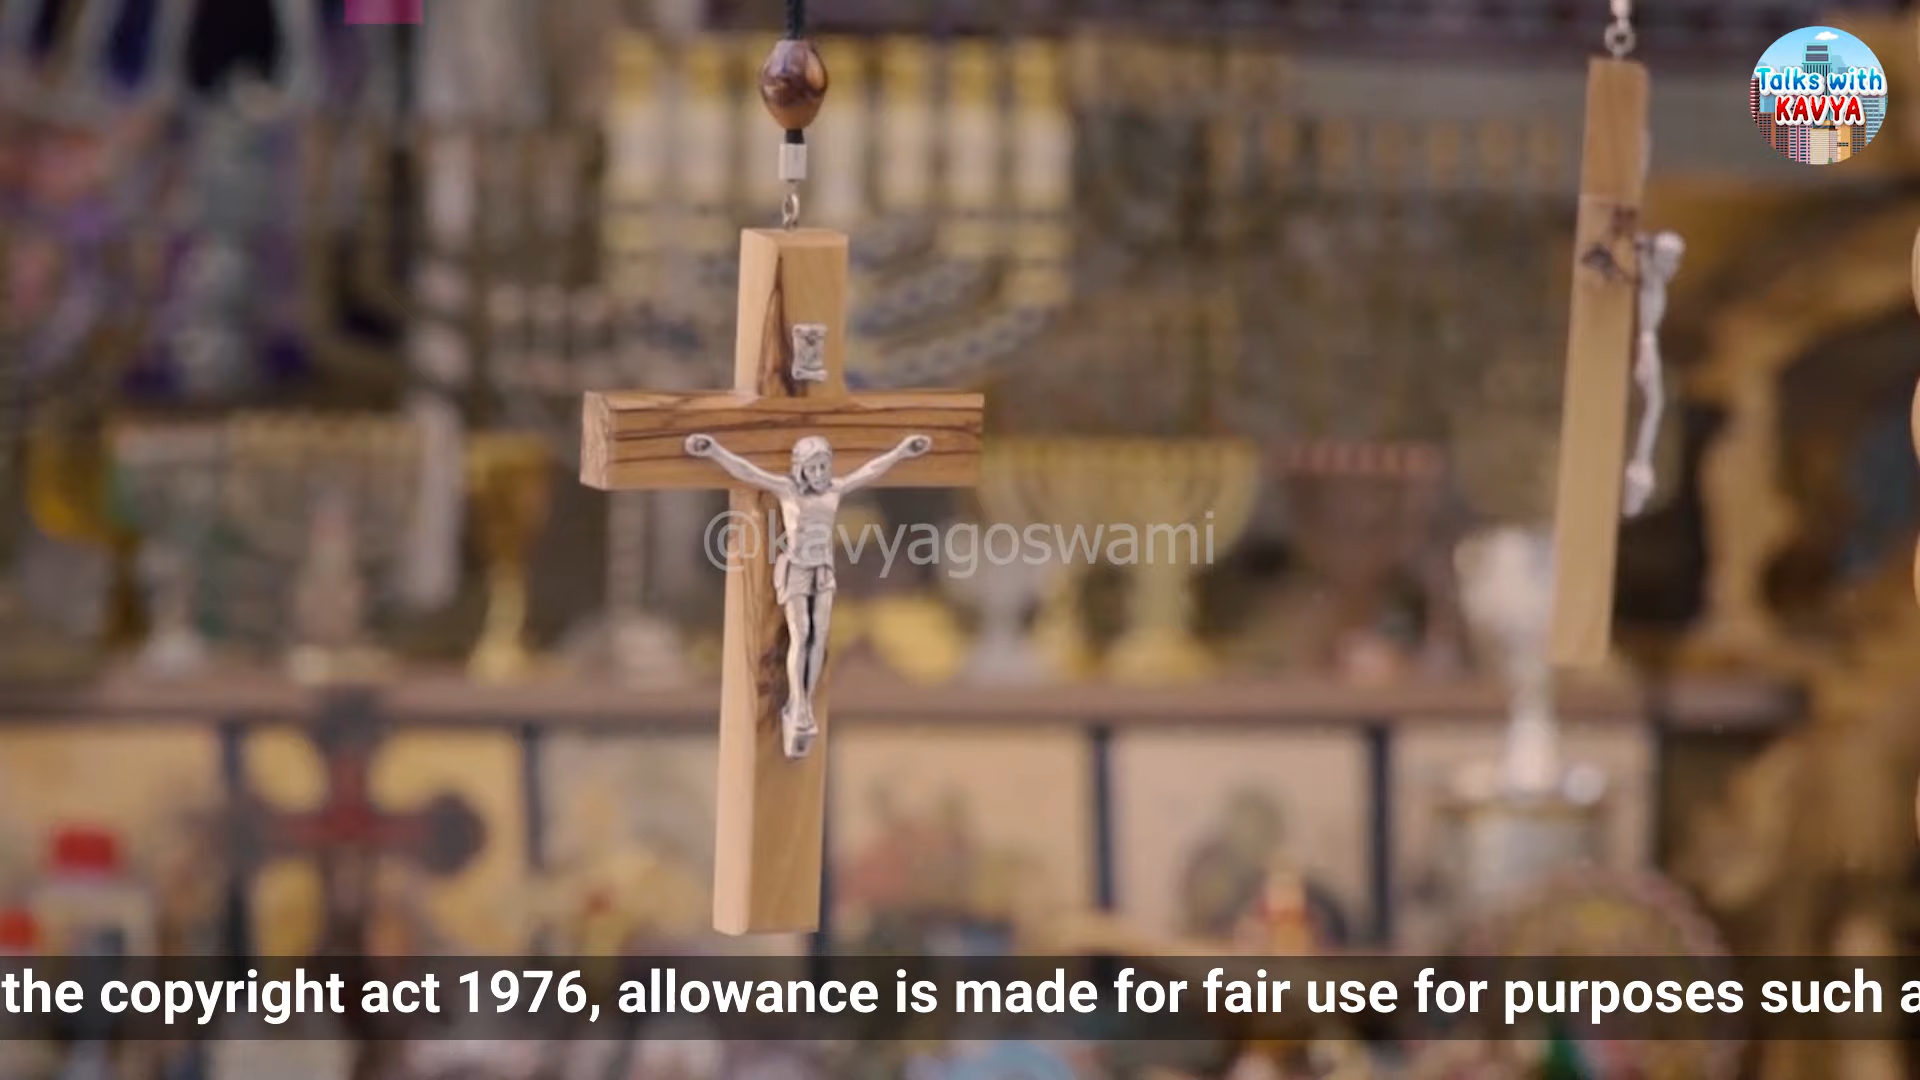 Talks with
KAVYA
@kavyagoswami
the copyright act 1976, allowance is made for fair use for purposes such a